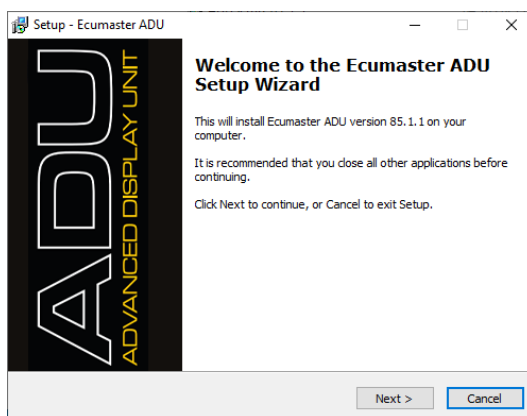 Setup - Ecumaster ADU
ADU
ADVANCED DISPLAY UNIT
Welcome to the Ecumaster ADU
Setup Wizard
This will install Ecumaster ADU version 85.1.1 on your
computer.
It is recommended that you close all other applications before
continuing.
Click Next to continue, or Cancel to exit Setup.
Next >
Cancel